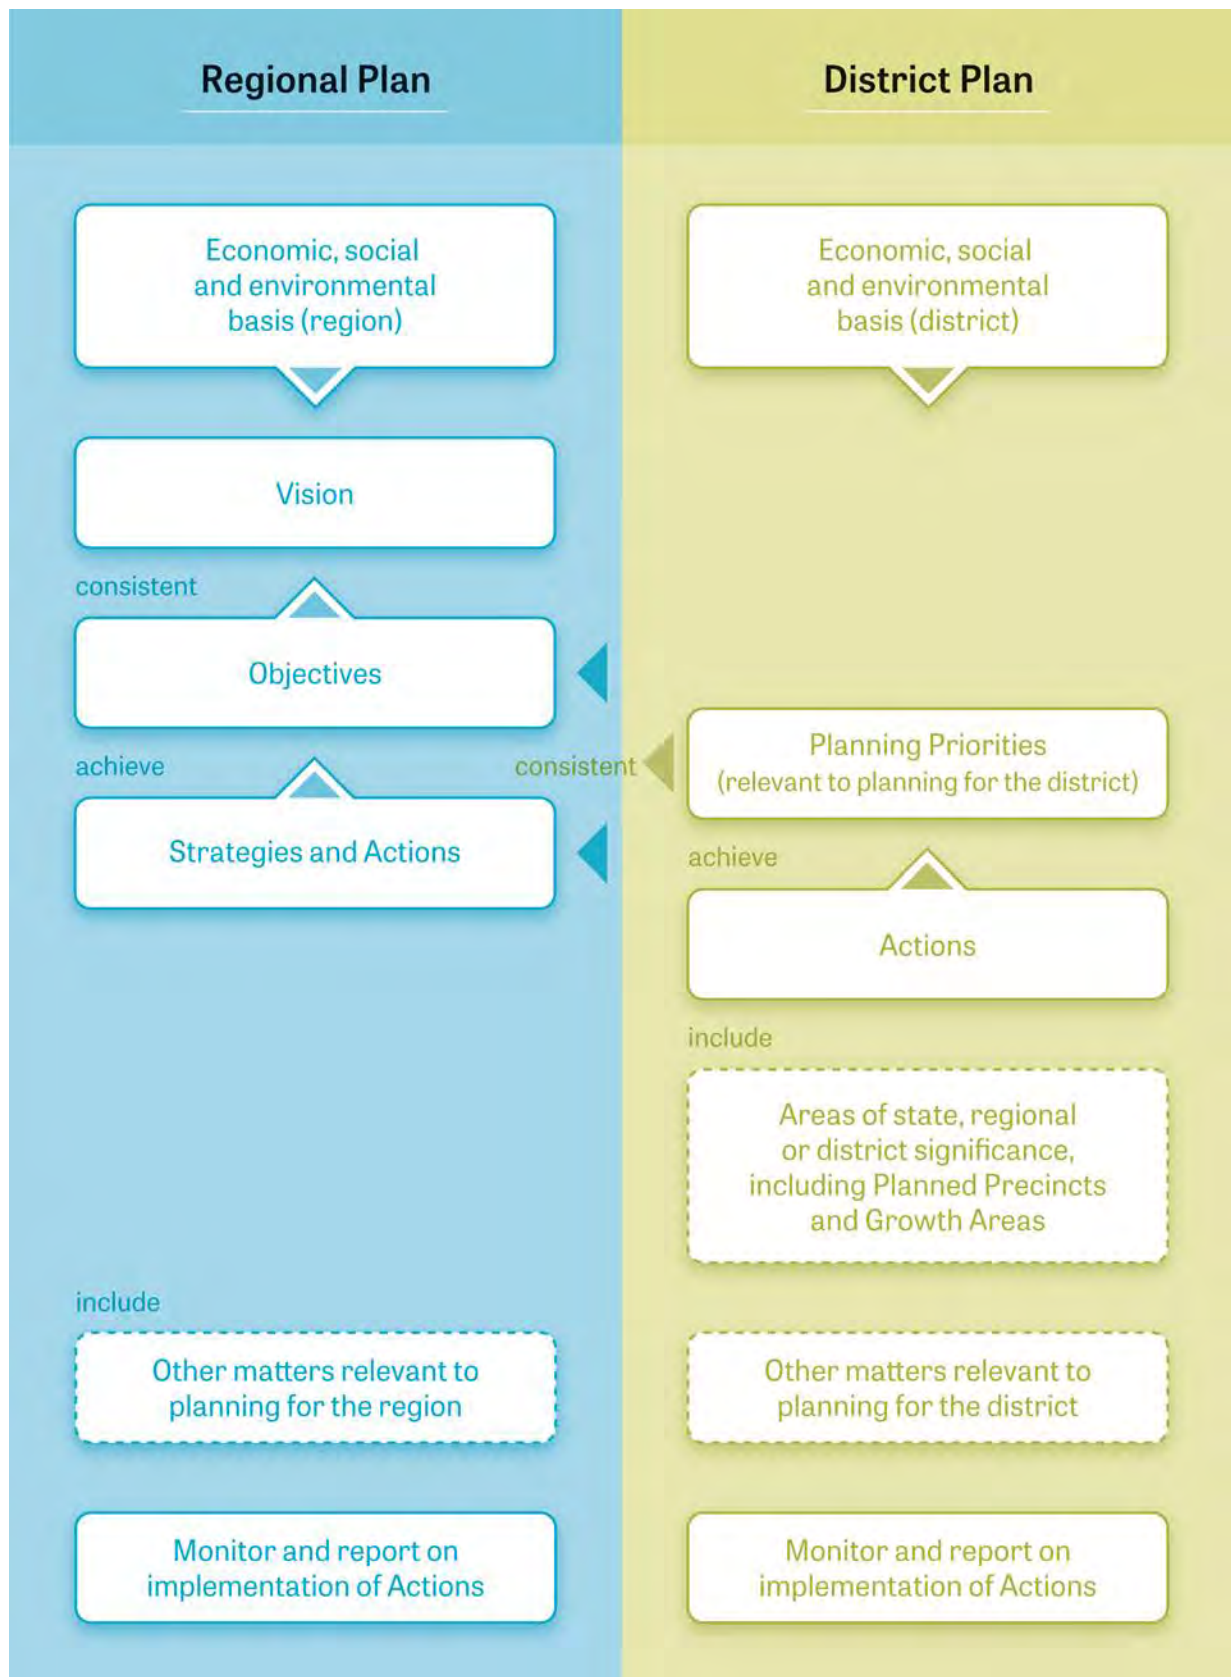 Regional Plan
Economic, social
and environmental
basis (region)
Vision
consistent
Objectives
achieve
Strategies and Actions
include
Other matters relevant to
planning for the region
Monitor and report on
implementation of Actions
District Plan
Economic, social
and environmental
basis (district)
consistent
Planning Priorities
(relevant to planning for the district)
achieve
Actions
include
Areas of state, regional
or district significance,
including Planned Precincts
and Growth Areas
Other matters relevant to
planning for the district
Monitor and report on
implementation of Actions